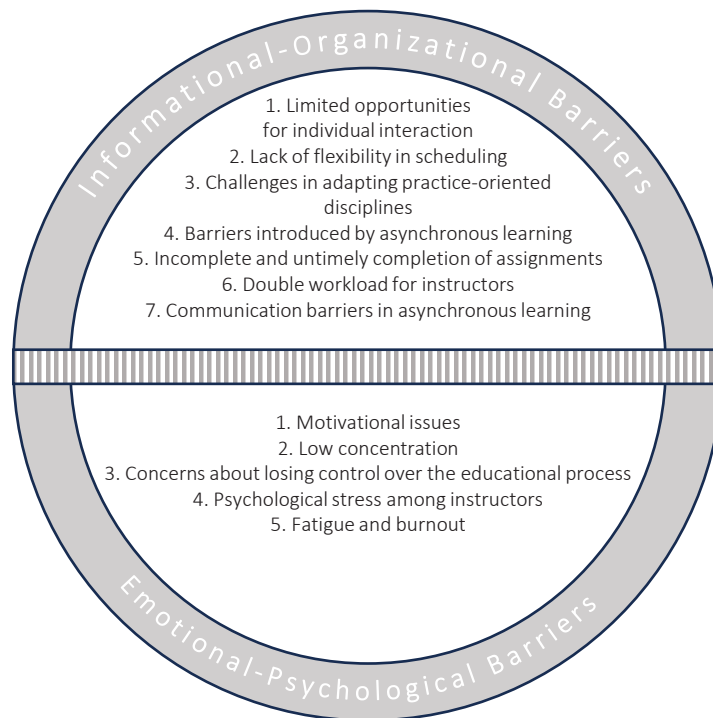 Informational-Organizational Barriers
1. Limited opportunities
for individual interaction
2. Lack of flexibility in scheduling
3. Challenges in adapting practice-oriented
disciplines
4. Barriers introduced by asynchronous learning
5. Incomplete and untimely completion of assignments
6. Double workload for instructors
7. Communication barriers in asynchronous learning
1. Motivational issues
2. Low concentration
3. Concerns about losing control over the educational process
4. Psychological stress among instructors
5. Fatigue and burnout
Emotional-Psychological Barriers